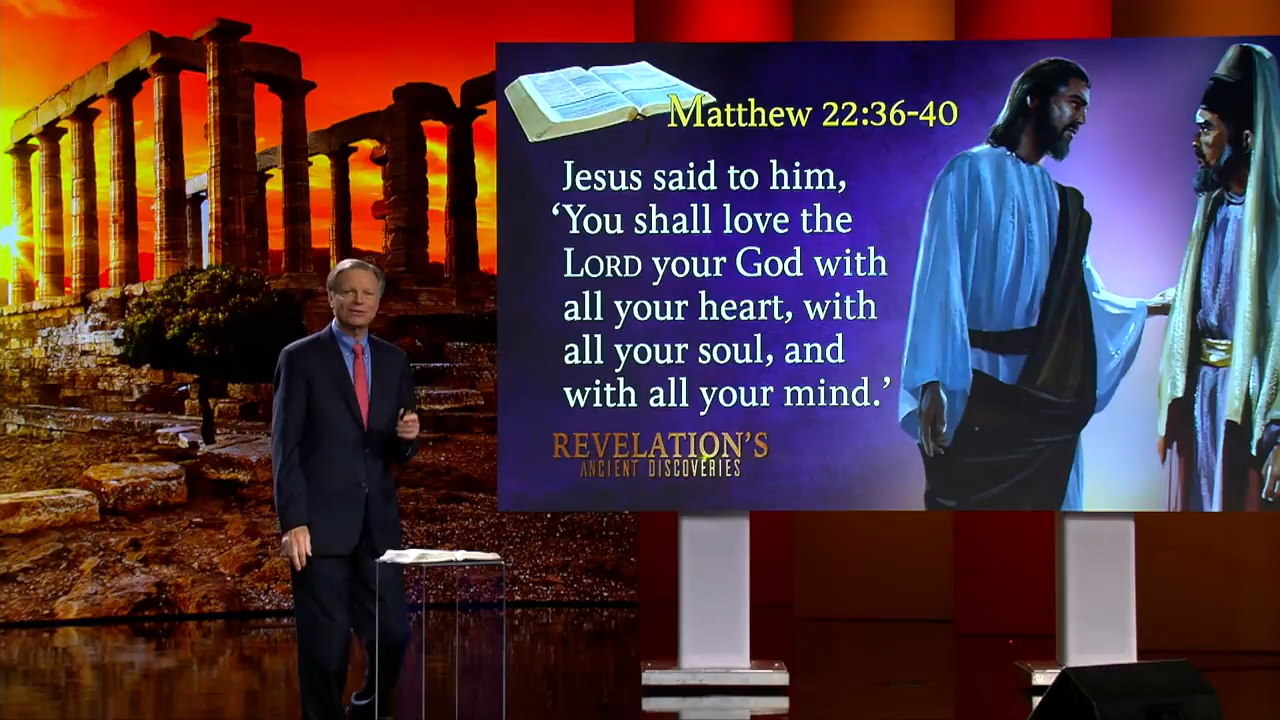 Matthew 22:36-40
Jesus said to him,
‘You shall love the
LORD your God with
all your heart, with
all your soul, and
with all your mind.’
REVELATION’S
ANCIENT DISCOVERIES